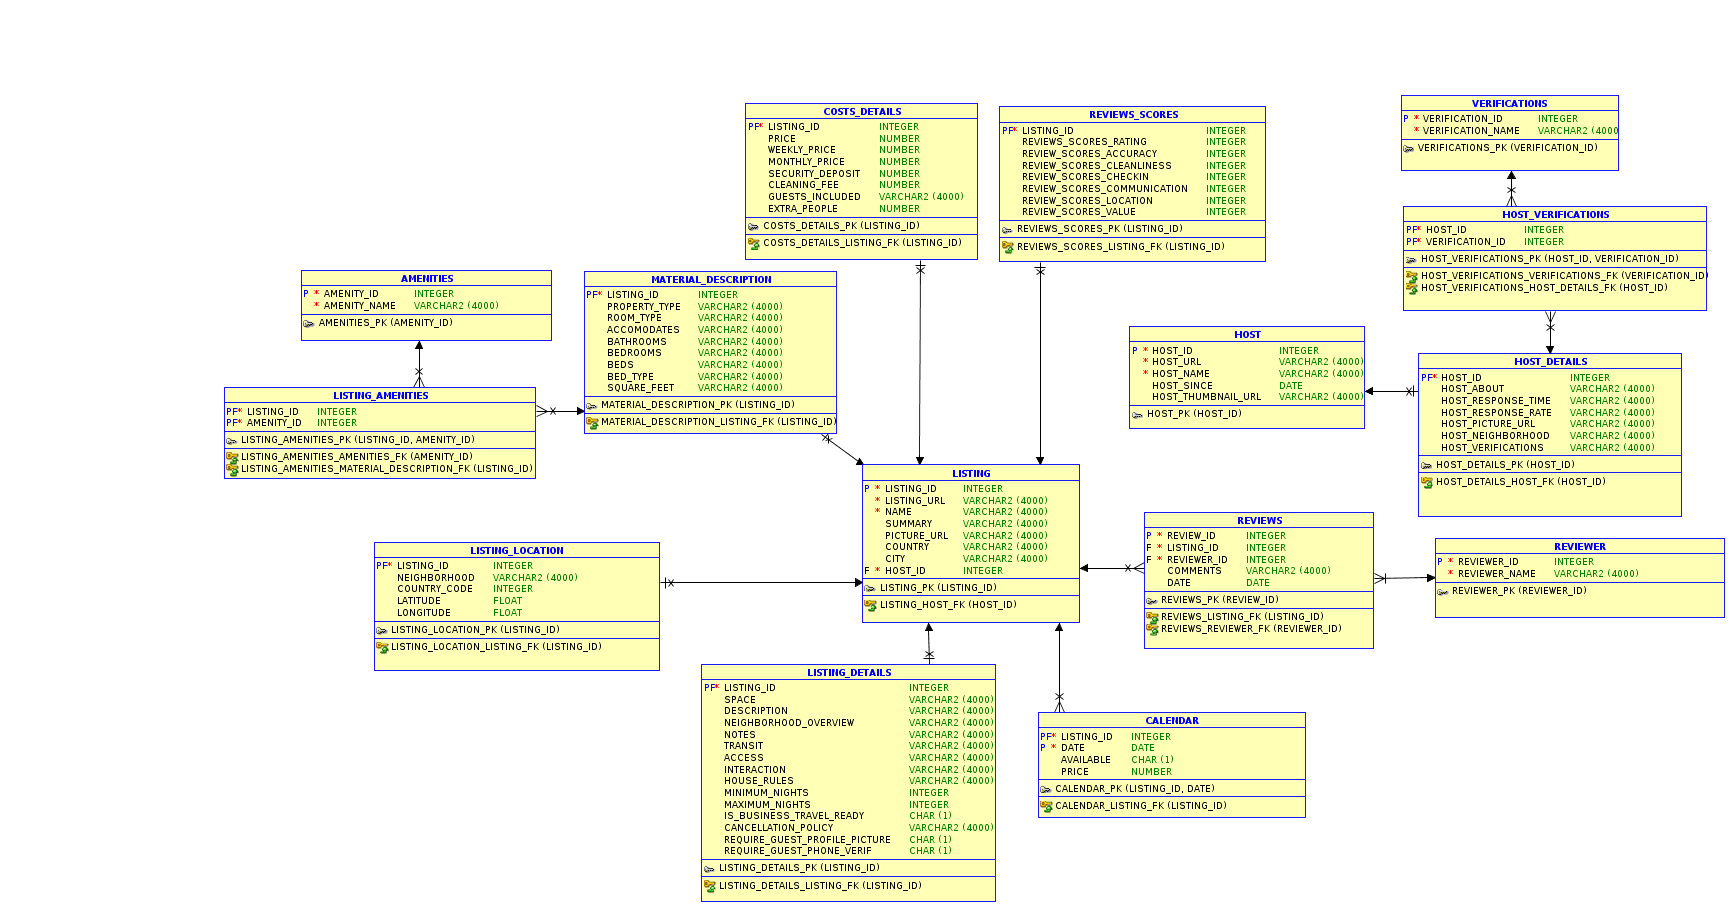 COSTS_DETAILS
PF* LISTING_ID INTEGER
PRICE NUMBER
WEEKLY_PRICE NUMBER
MONTHLY_PRICE NUMBER
SECURITY_DEPOSIT NUMBER
CLEANING_FEE NUMBER
GUESTS_INCLUDED VARCHAR2 (4000)
EXTRA_PEOPLE NUMBER
COSTS_DETAILS_PK (LISTING_ID)
COSTS_DETAILS_LISTING_FK (LISTING_ID)
REVIEWS_SCORES
PF* LISTING_ID INTEGER
REVIEWS_SCORES_RATING INTEGER
REVIEW_SCORES_ACCURACY INTEGER
REVIEW_SCORES_CLEANLINESS INTEGER
REVIEW_SCORES_CHECKIN INTEGER
REVIEW_SCORES_COMMUNICATION INTEGER
REVIEW_SCORES_LOCATION INTEGER
REVIEW_SCORES_VALUE INTEGER
REVIEWS_SCORES_PK (LISTING_ID)
REVIEWS_SCORES_LISTING_FK (LISTING_ID)
VERIFICATIONS
P * VERIFICATION_ID INTEGER
* VERIFICATION_NAME VARCHAR2 (4000
VERIFICATIONS_PK (VERIFICATION_ID)
HOST_VERIFICATIONS
PF* HOST_ID INTEGER
PF* VERIFICATION_ID INTEGER
HOST_VERIFICATIONS_PK (HOST_ID, VERIFICATION_ID)
HOST_VERIFICATIONS_VERIFICATIONS_FK (VERIFICATION_ID)
HOST_VERIFICATIONS_HOST_DETAILS_FK (HOST_ID)
AMENITIES
P * AMENITY_ID INTEGER
* AMENITY_NAME VARCHAR2 (4000)
AMENITIES_PK (AMENITY_ID)
MATERIAL_DESCRIPTION
PF* LISTING_ID INTEGER
PROPERTY_TYPE VARCHAR2 (4000)
ROOM_TYPE VARCHAR2 (4000)
ACCOMODATES VARCHAR2 (4000)
BATHROOMS VARCHAR2 (4000)
BEDROOMS VARCHAR2 (4000)
BEDS VARCHAR2 (4000)
BED_TYPE VARCHAR2 (4000)
SQUARE_FEET VARCHAR2 (4000)
MATERIAL_DESCRIPTION_PK (LISTING_ID)
MATERIAL_DESCRIPTION_LISTING_FK (LISTING_ID)
HOST
P * HOST_ID INTEGER
* HOST_URL VARCHAR2 (4000)
* HOST_NAME VARCHAR2 (4000)
HOST_SINCE DATE
HOST_THUMBNAIL_URL VARCHAR2 (4000)
HOST_PK (HOST_ID)
HOST_DETAILS
PF* HOST_ID INTEGER
HOST_ABOUT VARCHAR2 (4000)
HOST_RESPONSE_TIME VARCHAR2 (4000)
HOST_RESPONSE_RATE VARCHAR2 (4000)
HOST_PICTURE_URL VARCHAR2 (4000)
HOST_NEIGHBORHOOD VARCHAR2 (4000)
HOST_VERIFICATIONS VARCHAR2 (4000)
HOST_DETAILS_PK (HOST_ID)
HOST_DETAILS_HOST_FK (HOST_ID)
LISTING_AMENITIES
PF* LISTING_ID INTEGER
PF* AMENITY_ID INTEGER
LISTING_AMENITIES_PK (LISTING_ID, AMENITY_ID)
LISTING_AMENITIES_AMENITIES_FK (AMENITY_ID)
LISTING_AMENITIES_MATERIAL_DESCRIPTION_FK (LISTING_ID)
LISTING
P * LISTING_ID INTEGER
* LISTING_URL VARCHAR2 (4000)
* NAME VARCHAR2 (4000)
SUMMARY VARCHAR2 (4000)
PICTURE_URL VARCHAR2 (4000)
COUNTRY VARCHAR2 (4000)
CITY VARCHAR2 (4000)
F * HOST_ID INTEGER
LISTING_PK (LISTING_ID)
LISTING_HOST_FK (HOST_ID)
REVIEWS
P * REVIEW_ID INTEGER
F * LISTING_ID INTEGER
F * REVIEWER_ID INTEGER
COMMENTS VARCHAR2 (4000)
DATE DATE
REVIEWS_PK (REVIEW_ID)
REVIEWS_LISTING_FK (LISTING_ID)
REVIEWS_REVIEWER_FK (REVIEWER_ID)
REVIEWER
P * REVIEWER_ID INTEGER
* REVIEWER_NAME VARCHAR2 (4000)
REVIEWER_PK (REVIEWER_ID)
LISTING_LOCATION
PF* LISTING_ID INTEGER
NEIGHBORHOOD VARCHAR2 (4000)
COUNTRY_CODE INTEGER
LATITUDE FLOAT
LONGITUDE FLOAT
LISTING_LOCATION_PK (LISTING_ID)
LISTING_LOCATION_LISTING_FK (LISTING_ID)
LISTING_DETAILS
PF* LISTING_ID INTEGER
SPACE VARCHAR2 (4000)
DESCRIPTION VARCHAR2 (4000)
NEIGHBORHOOD_OVERVIEW VARCHAR2 (4000)
NOTES VARCHAR2 (4000)
TRANSIT VARCHAR2 (4000)
ACCESS VARCHAR2 (4000)
INTERACTION VARCHAR2 (4000)
HOUSE_RULES VARCHAR2 (4000)
MINIMUM_NIGHTS INTEGER
MAXIMUM_NIGHTS INTEGER
IS_BUSINESS_TRAVEL_READY CHAR (1)
CANCELLATION_POLICY VARCHAR2 (4000)
REQUIRE_GUEST_PROFILE_PICTURE CHAR (1)
REQUIRE_GUEST_PHONE_VERIF CHAR (1)
LISTING_DETAILS_PK (LISTING_ID)
LISTING_DETAILS_LISTING_FK (LISTING_ID)
CALENDAR
PF* LISTING_ID INTEGER
P * DATE DATE
AVAILABLE CHAR (1)
PRICE NUMBER
CALENDAR_PK (LISTING_ID, DATE)
CALENDAR_LISTING_FK (LISTING_ID)